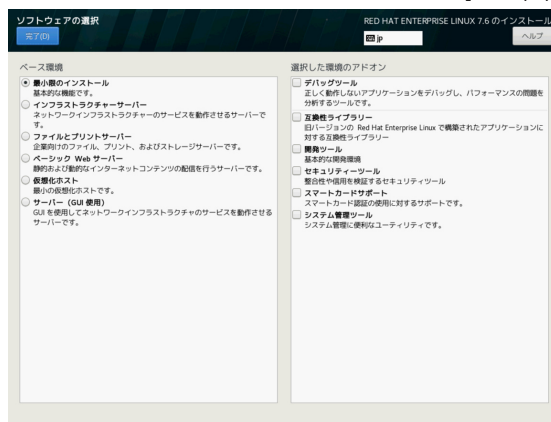 ソフトウェアの選択
RED HAT ENTERPRISE LINUX 7.6 のインストール
完了(D)
jp
ヘルプ
ベース環境
最小限のインストール
基本的な機能です。
インフラストラクチャーサーバー
ネットワークインフラストラクチャーのサービスを動作させるサーバーで
す。
ファイルとプリントサーバー
企業向けのファイル、プリント、およびストレージサーバーです。
ベーシック Web サーバー
静的および動的なインターネットコンテンツの配信を行うサーバーです。
仮想化ホスト
最小の仮想化ホストです。
サーバー（GUI 使用）
GUI を使用してネットワークインフラストラクチャのサービスを動作させる
サーバーです。
選択した環境のアドオン
デバッグツール
正しく動作しないアプリケーションをデバッグし、パフォーマンスの問題を
分析するツールです。
互換性ライブラリー
旧バージョンの Red Hat Enterprise Linux で構築されたアプリケーションに
対する互換性ライブラリー
開発ツール
基本的な開発環境
セキュリティーツール
整合性や信用を検証するセキュリティツール
スマートカードサポート
スマートカード認証の使用に対するサポートです。
システム管理ツール
システム管理に便利なユーティリティです。